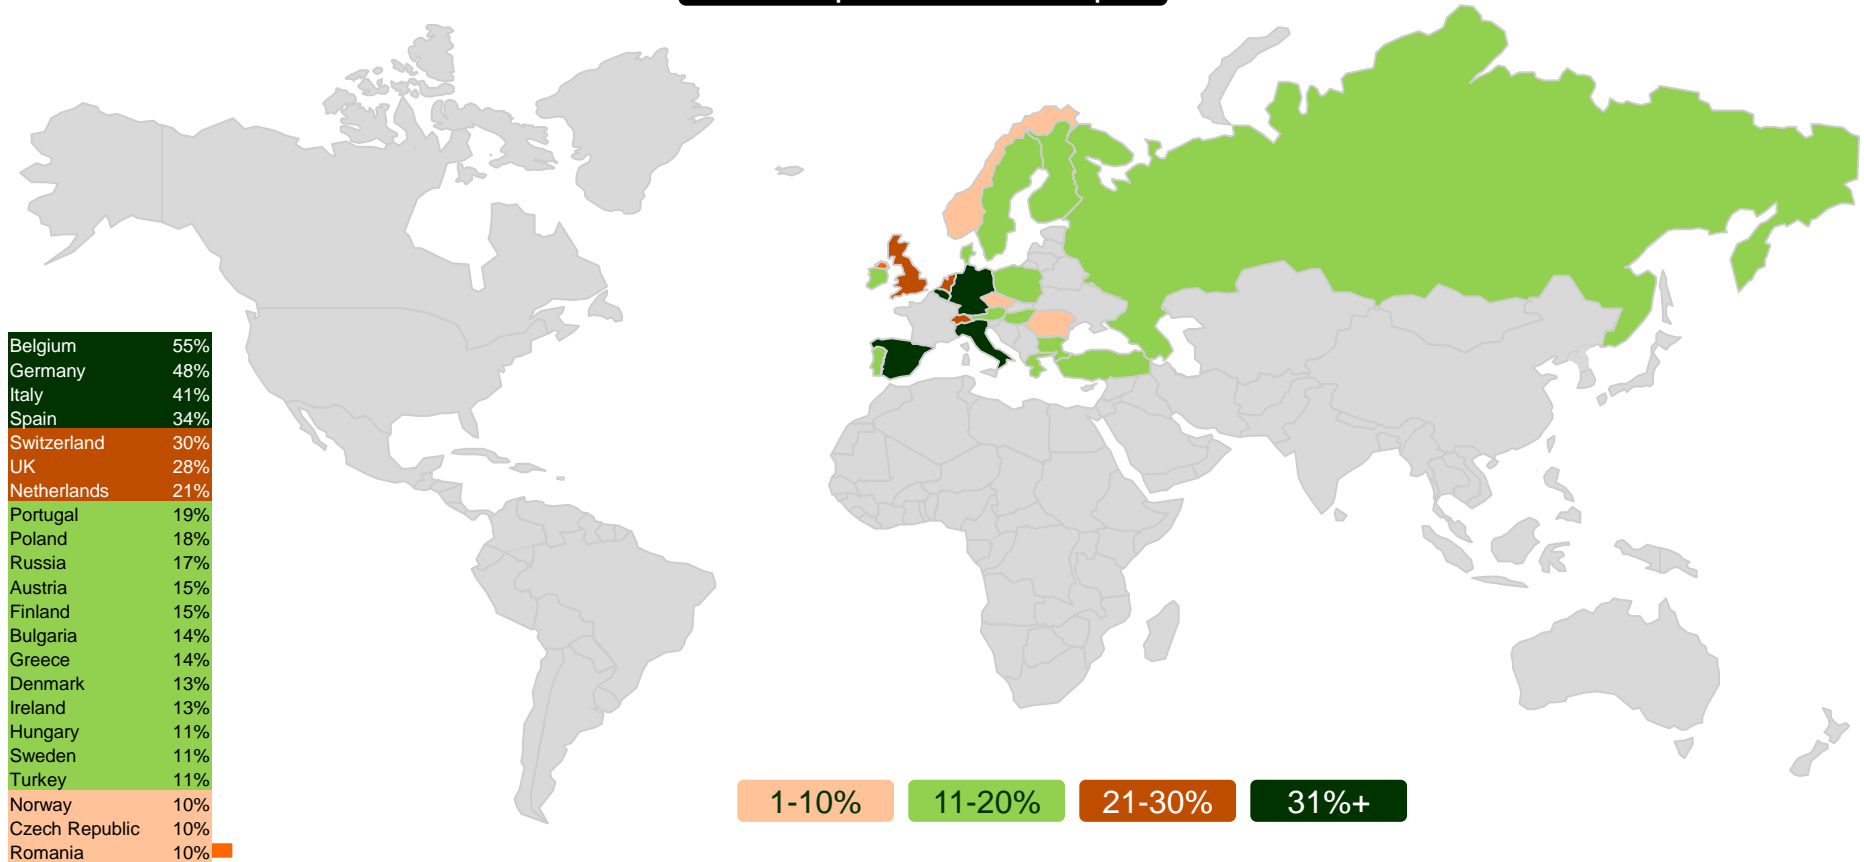 Belgium 55%
Germany 48%
Italy 41%
Spain 34%
Switzerland 30%
UK 28%
Netherlands 21%
Portugal 19%
Poland 18%
Russia 17%
Austria 15%
Finland 15%
Bulgaria 14%
Greece 14%
Denmark 13%
Ireland 13%
Hungary 11%
Sweden 11%
Turkey 11%
Norway 10%
Czech Republic 10%
Romania 10%
1-10% 11-20% 21-30% 31%+